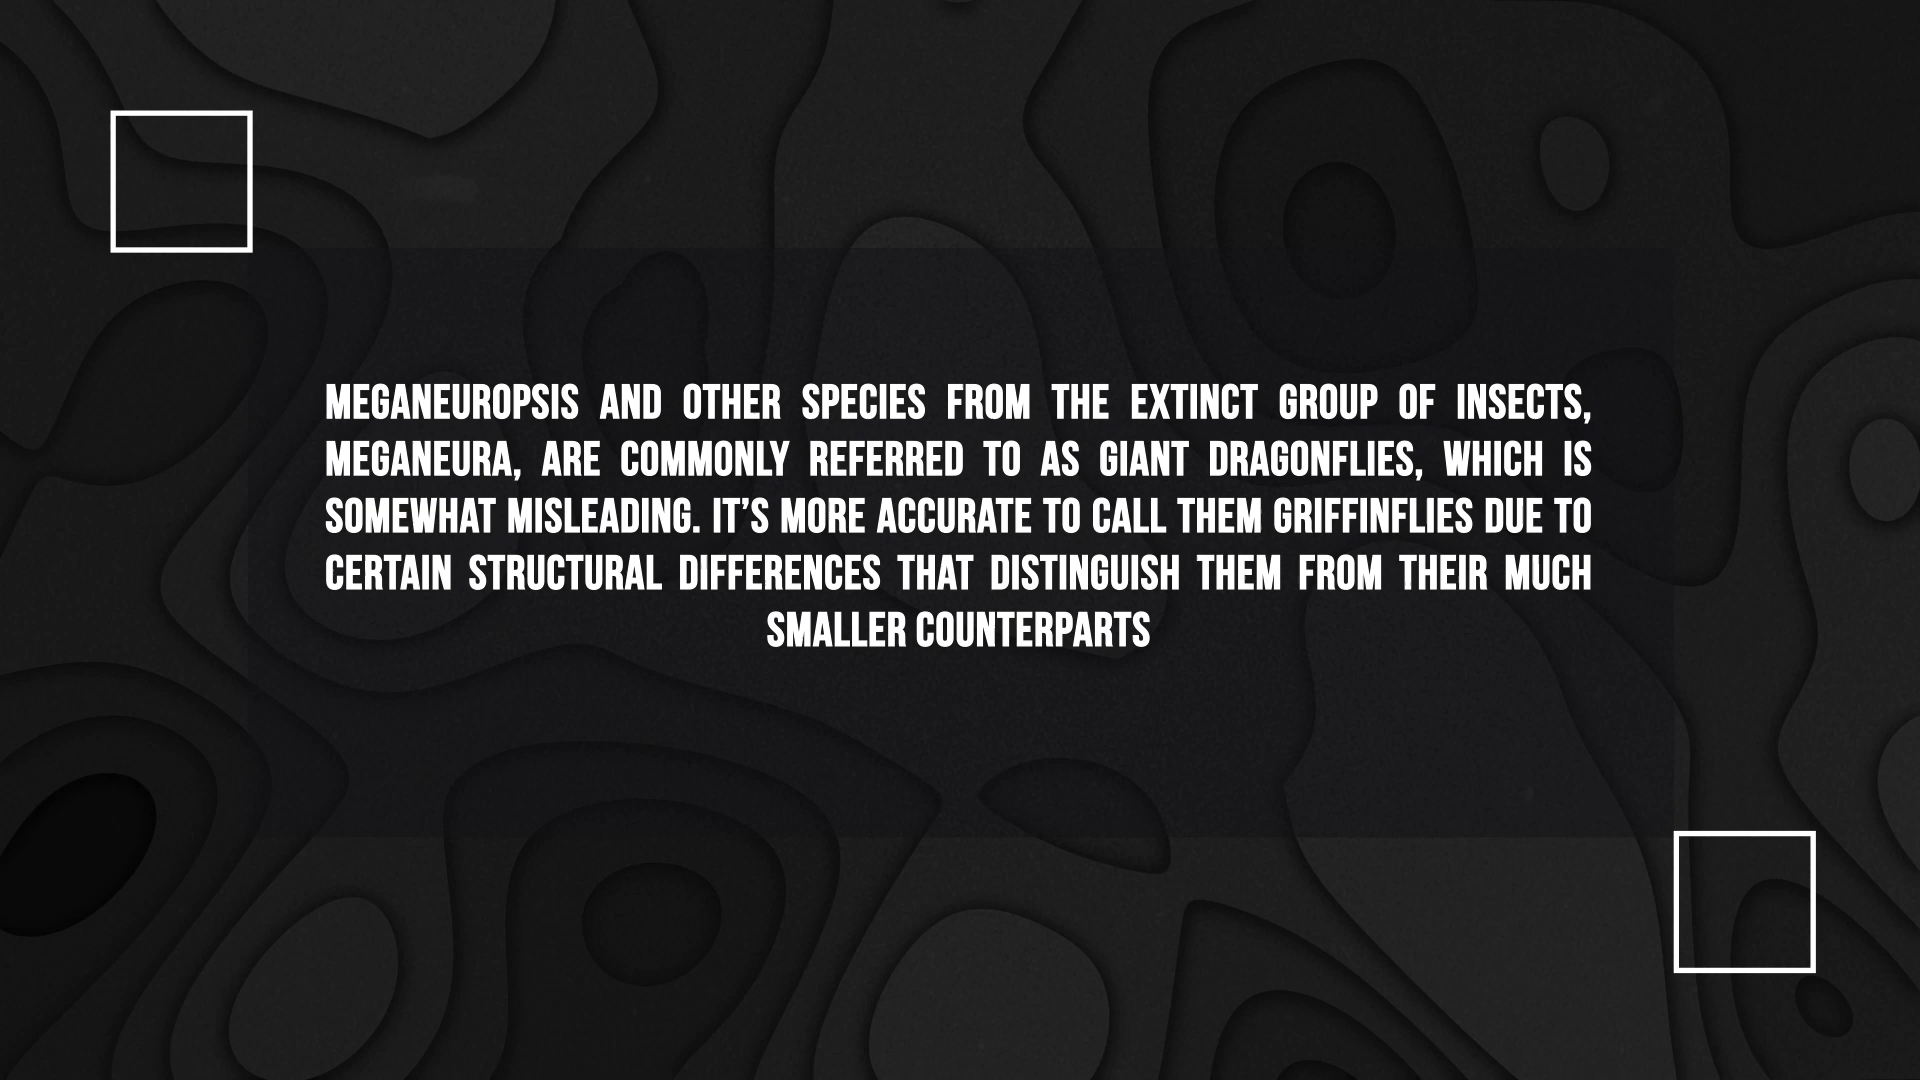 MEGANEUROPSIS AND OTHER SPECIES FROM THE EXTINCT GROUP OF INSECTS,
MEGANEURA, ARE COMMONLY REFERRED TO AS GIANT DRAGONFLIES, WHICH IS
SOMEWHAT MISLEADING. IT’S MORE ACCURATE TO CALL THEM GRIFFINFLIES DUE TO
CERTAIN STRUCTURAL DIFFERENCES THAT DISTINGUISH THEM FROM THEIR MUCH
SMALLER COUNTERPARTS